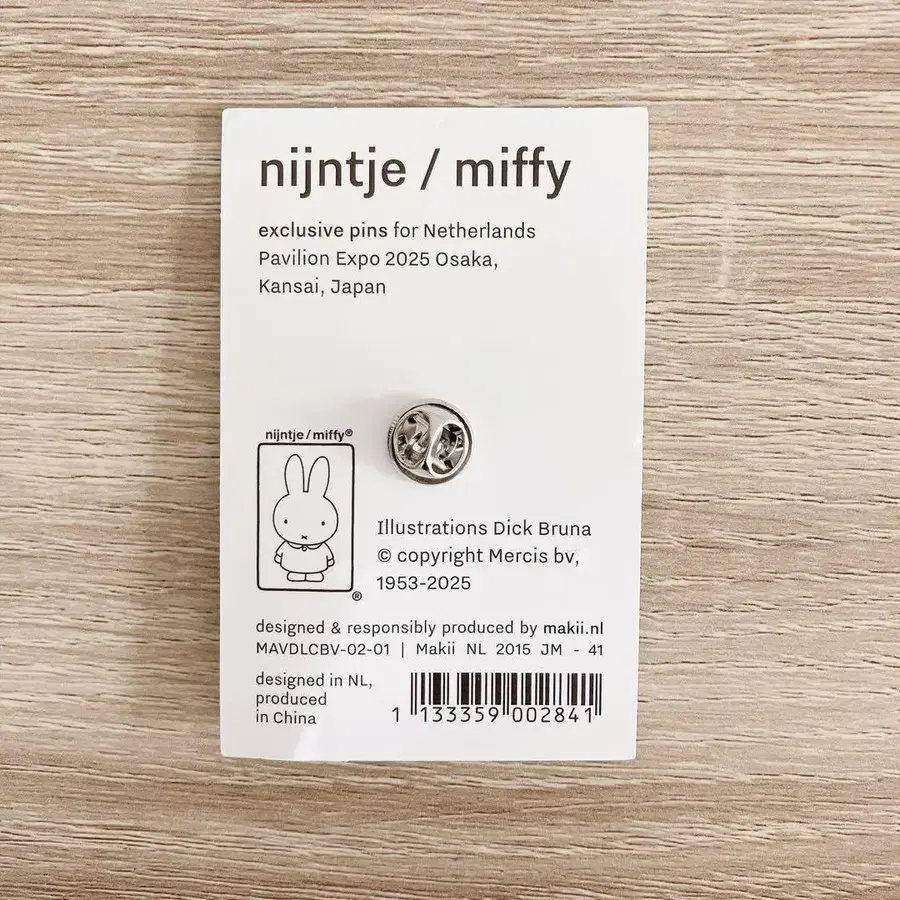 nijntje / miffy
exclusive pins for Netherlands
Pavilion Expo 2025 Osaka,
Kansai, Japan
nijntje/miffy®
®
Illustrations Dick Bruna
© copyright Mercis bv,
1953-2025
designed & responsibly produced by makii.nl
MAVDLCBV-02-01 | Makii NL 2015 JM - 41
designed in NL,
produced
in China
1 133359 002841